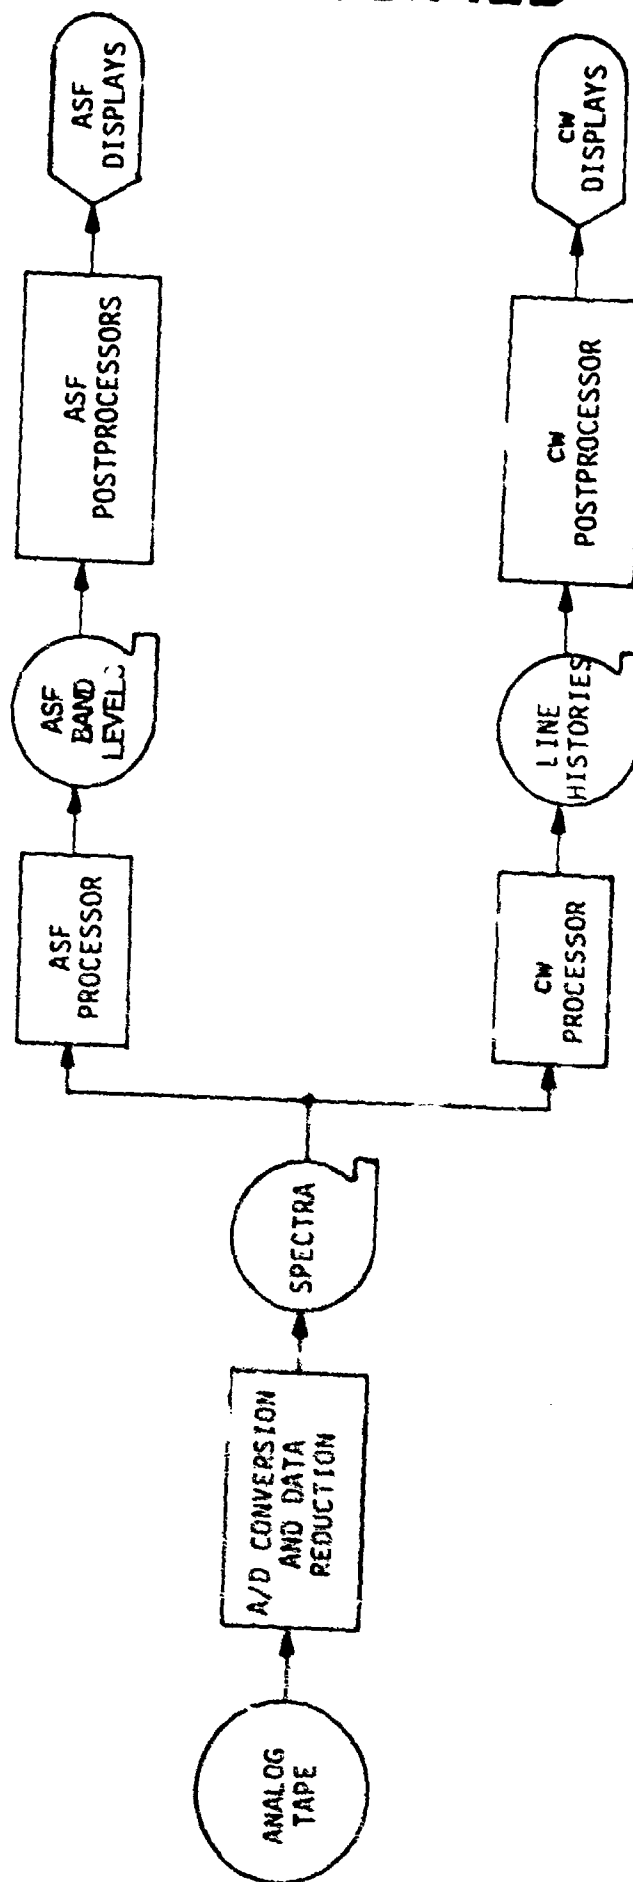 ANALOG
TAPE
A/D CONVERSION
AND DATA
REDUCTION
SPECTRA
ASF
PROCESSOR
ASF
BAND
LEVELS
ASF
POSTPROCESSORS
ASF
DISPLAYS
CW
PROCESSOR
LINE
HISTORIES
CW
POSTPROCESSOR
CW
DISPLAYS